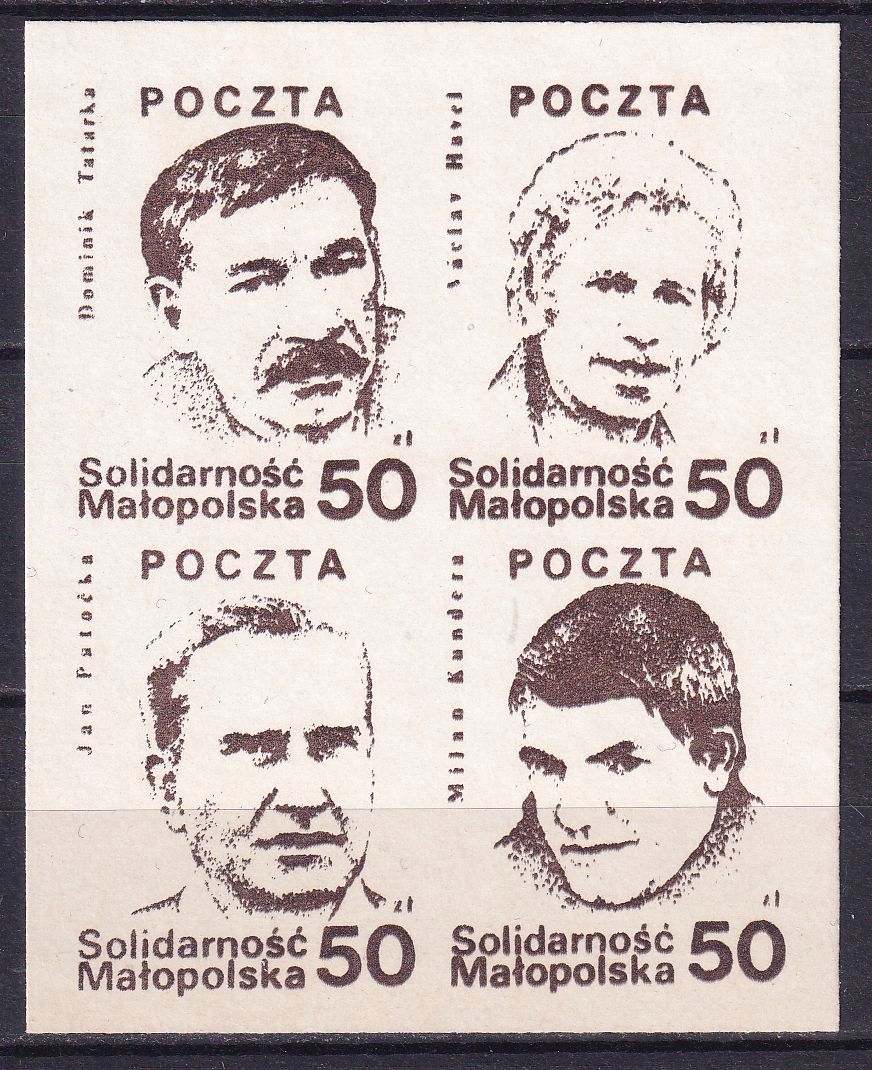 Dominik Tatarka
POCZTA
zł
Solidarność
Małopolska 50
Václav Havel
POCZTA
zł
Solidarność
Małopolska 50
Jan Patočka
POCZTA
zł
Solidarność
Małopolska 50
Milan Kundera
POCZTA
zł
Solidarność
Małopolska 50